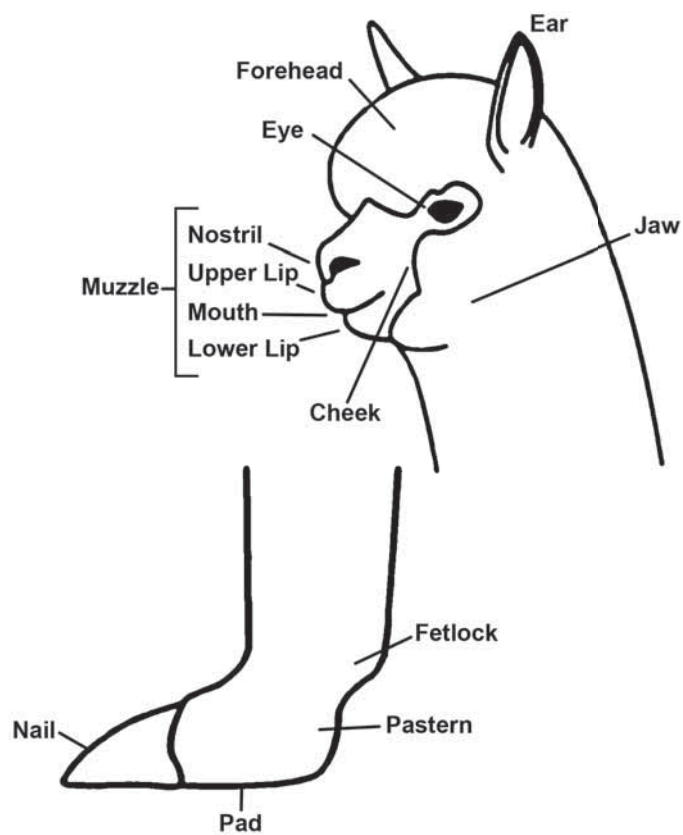 Ear
Forehead
Eye
Jaw
Nostril
Upper Lip
Muzzle
Mouth
Lower Lip
Cheek
Fetlock
Nail
Pastern
Pad